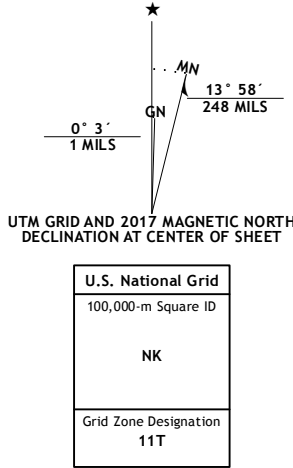 ★
MN
GN
13° 58´
248 MILS
0° 3´
1 MILS
UTM GRID AND 2017 MAGNETIC NORTH
DECLINATION AT CENTER OF SHEET
U.S. National Grid
100,000-m Square ID
NK
Grid Zone Designation
11T